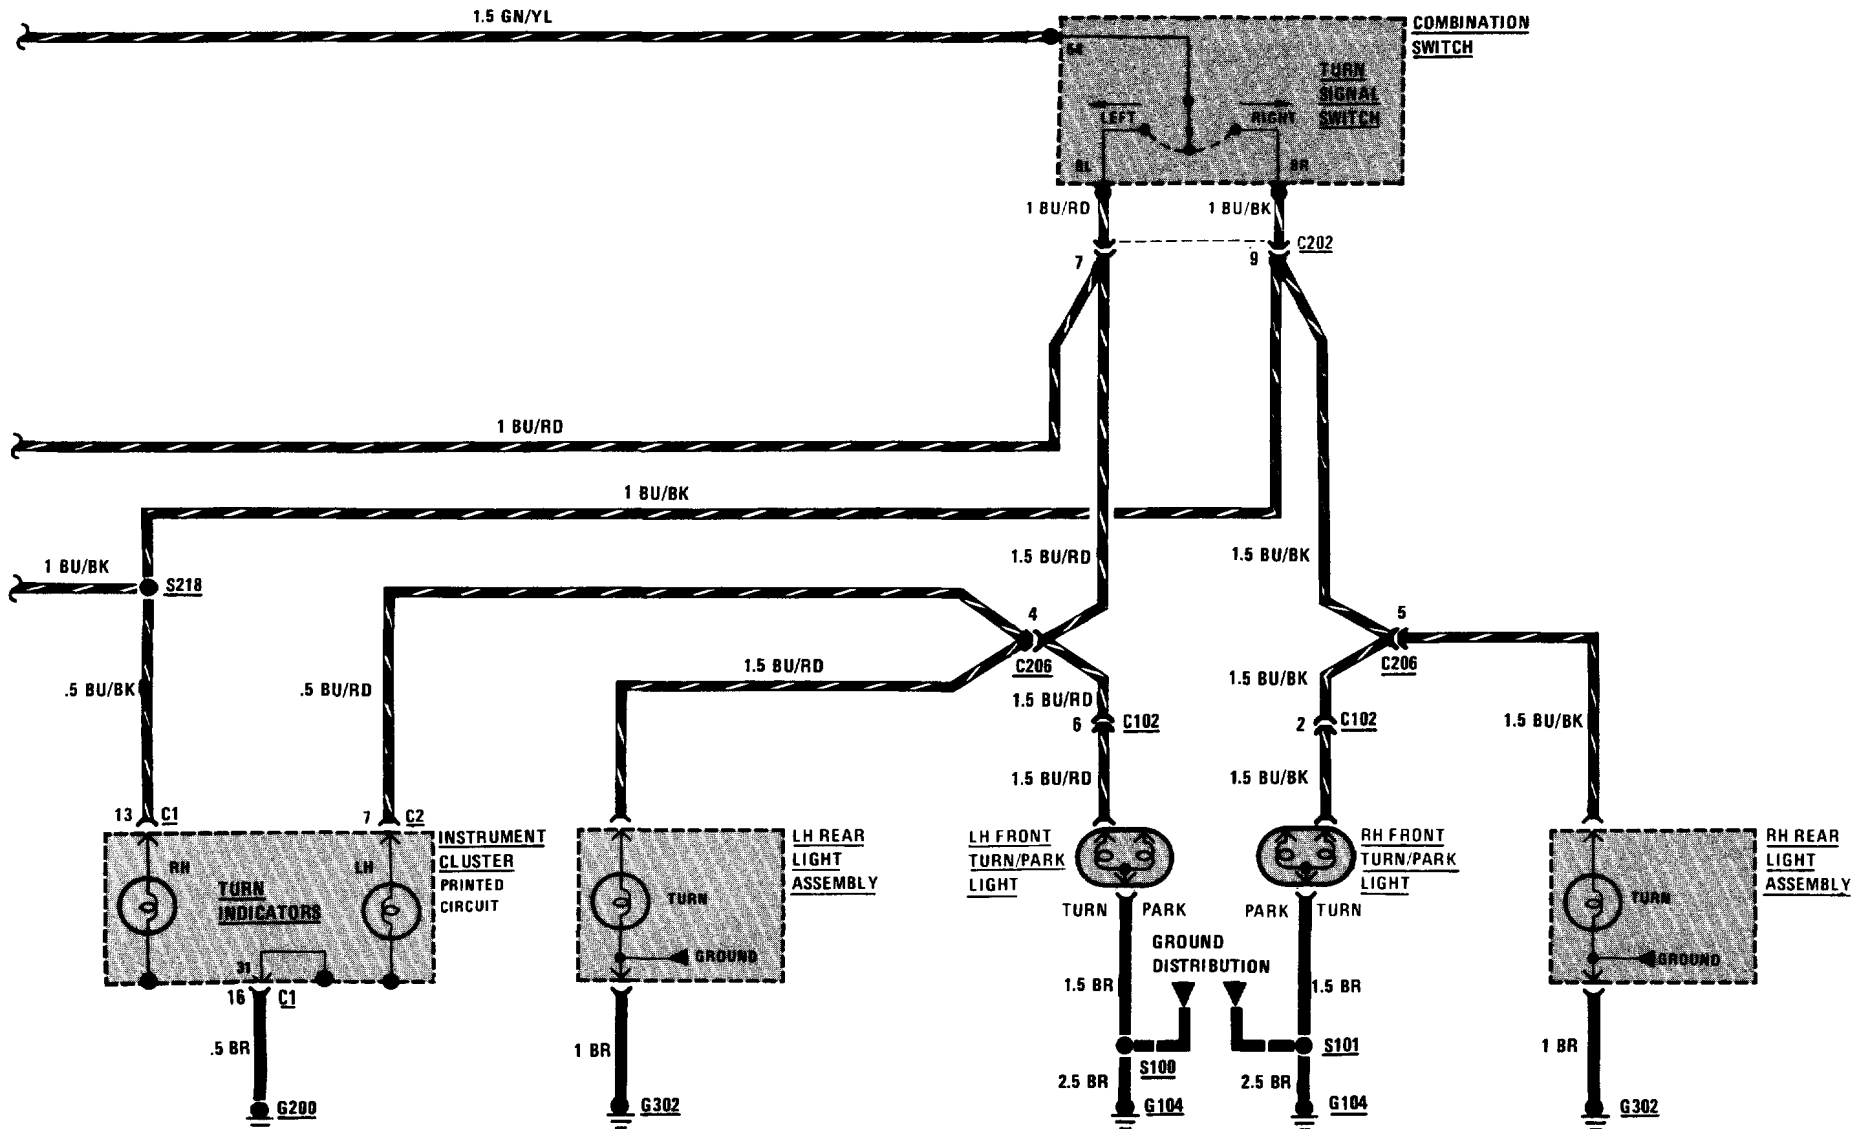 1.5 GN/YL
COMBINATION
SWITCH
54
TURN
SIGNAL
SWITCH
LEFT
RIGHT
BL
BR
1 BU/RD
1 BU/BK
7
9
C202
1 BU/RD
1 BU/BK
1.5 BU/RD
1.5 BU/BK
1 BU/BK
S218
4
5
C206
C206
1.5 BU/RD
.5 BU/BK
.5 BU/RD
1.5 BU/RD
1.5 BU/BK
6
C102
2
C102
1.5 BU/BK
1.5 BU/RD
1.5 BU/BK
13
C1
7
C2
INSTRUMENT
CLUSTER
PRINTED
CIRCUIT
RH
LH
TURN
INDICATORS
31
16
C1
LH REAR
LIGHT
ASSEMBLY
TURN
GROUND
LH FRONT
TURN/PARK
LIGHT
TURN
PARK
RH FRONT
TURN/PARK
LIGHT
PARK
TURN
RH REAR
LIGHT
ASSEMBLY
TURN
GROUND
GROUND
DISTRIBUTION
1.5 BR
1.5 BR
.5 BR
1 BR
S100
S101
1 BR
2.5 BR
2.5 BR
G200
G302
G104
G104
G302